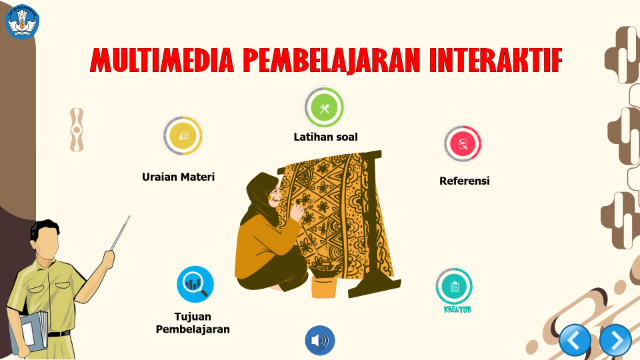 MULTIMEDIA PEMBELAJARAN INTERAKTIF
Latihan soal
Uraian Materi
Referensi
Tujuan
Pembelajaran
KREATOR